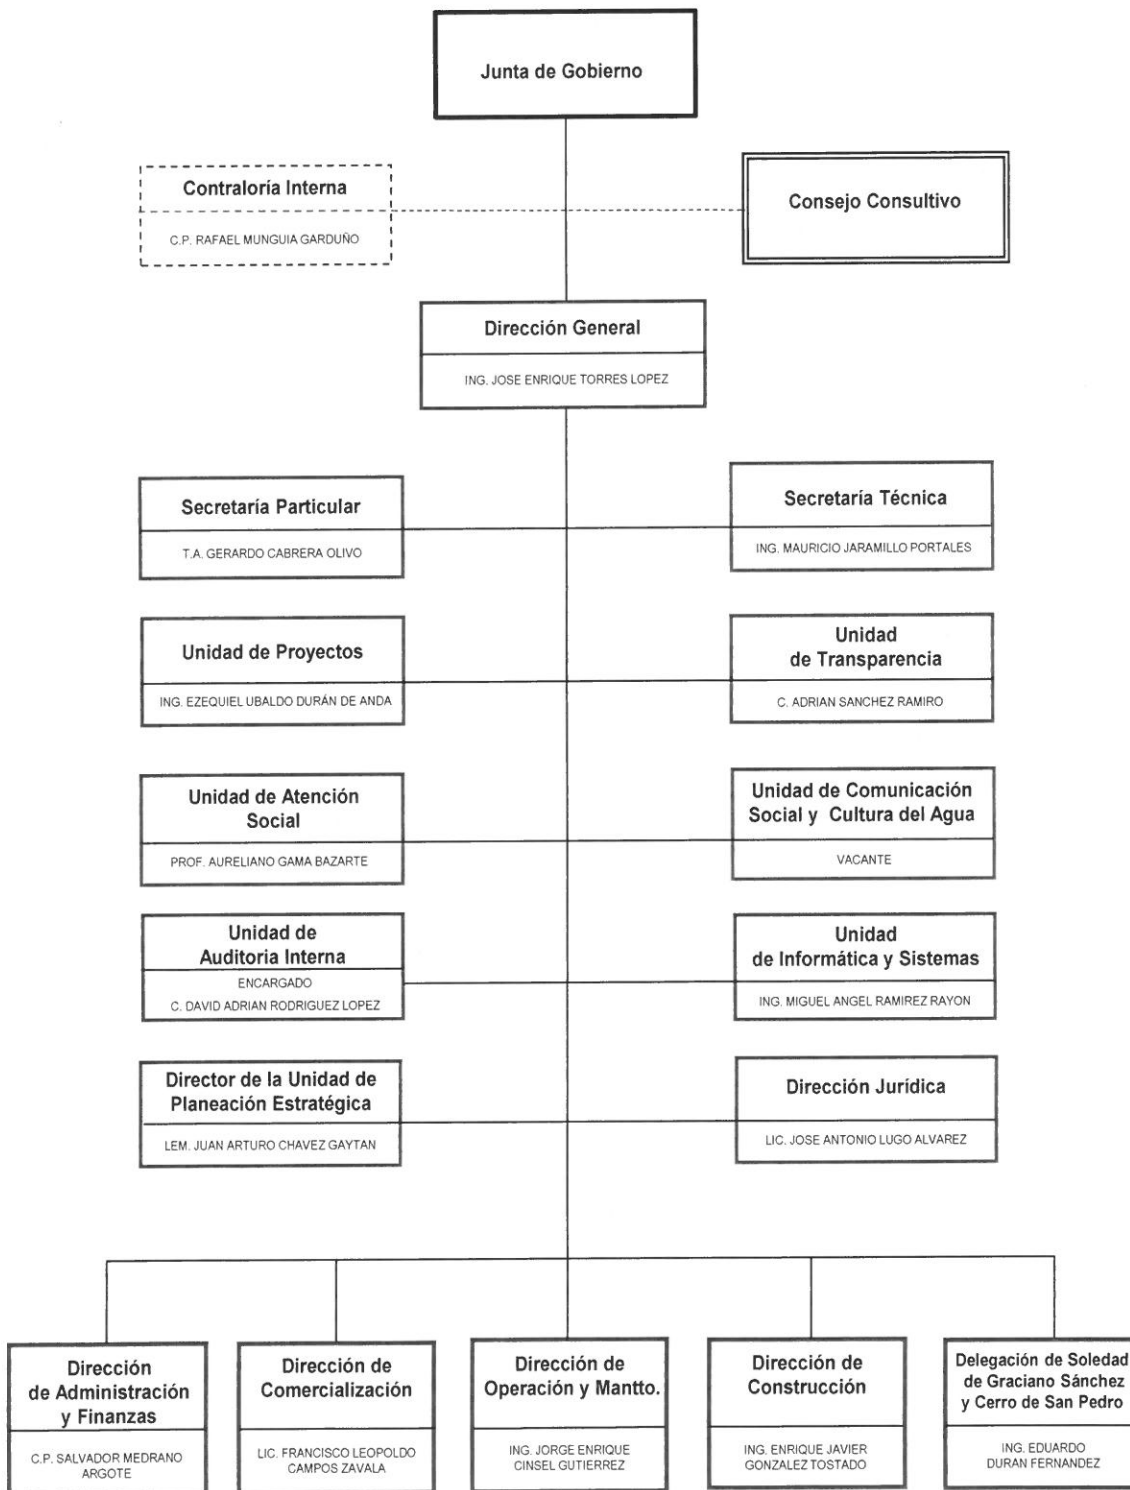 Junta de Gobierno
Contraloría Interna
C.P. RAFAEL MUNGUIA GARDUÑO
Consejo Consultivo
Dirección General
ING. JOSE ENRIQUE TORRES LOPEZ
Secretaría Particular
T.A. GERARDO CABRERA OLIVO
Secretaría Técnica
ING. MAURICIO JARAMILLO PORTALES
Unidad de Proyectos
ING. EZEQUIEL UBALDO DURÁN DE ANDA
Unidad
de Transparencia
C. ADRIAN SANCHEZ RAMIRO
Unidad de Atención
Social
PROF. AURELIANO GAMA BAZARTE
Unidad de Comunicación
Social y Cultura del Agua
VACANTE
Unidad de
Auditoria Interna
ENCARGADO
C. DAVID ADRIAN RODRIGUEZ LOPEZ
Unidad
de Informática y Sistemas
ING. MIGUEL ANGEL RAMIREZ RAYON
Director de la Unidad de
Planeación Estratégica
LEM. JUAN ARTURO CHAVEZ GAYTAN
Dirección Jurídica
LIC. JOSE ANTONIO LUGO ALVAREZ
Dirección
de Administración
y Finanzas
C.P. SALVADOR MEDRANO
ARGOTE
Dirección de
Comercialización
LIC. FRANCISCO LEOPOLDO
CAMPOS ZAVALA
Dirección de
Operación y Mantto.
ING. JORGE ENRIQUE
CINSEL GUTIERREZ
Dirección de
Construcción
ING. ENRIQUE JAVIER
GONZALEZ TOSTADO
Delegación de Soledad
de Graciano Sánchez
y Cerro de San Pedro
ING. EDUARDO
DURAN FERNANDEZ